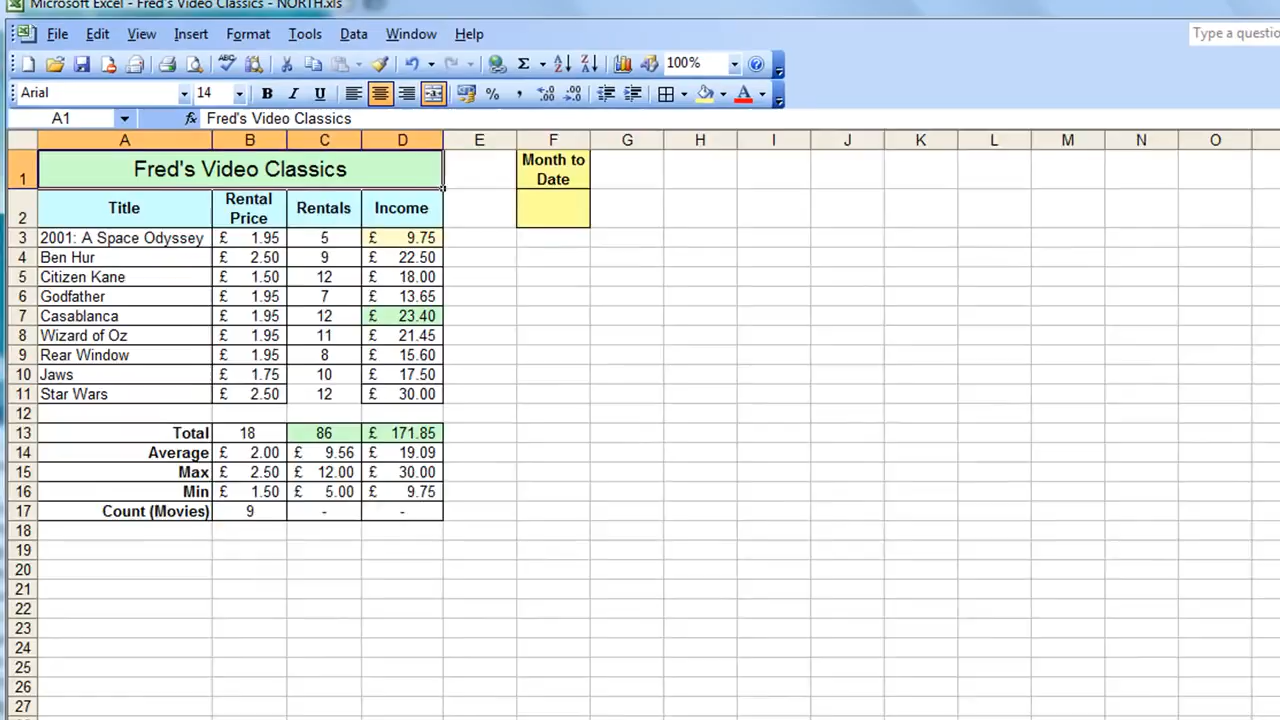 Microsoft Excel - Fred's Video Classics - NORTH.xls
File Edit View Insert Format Tools Data Window Help
Type a questio
Σ 100%
Arial 14 B I U % , A
A1 fx Fred's Video Classics
A B C D E F G H I J K L M N O
1 Fred's Video Classics Month to
Date
2 Title Rental
Price Rentals Income
3 2001: A Space Odyssey £ 1.95 5 £ 9.75
4 Ben Hur £ 2.50 9 £ 22.50
5 Citizen Kane £ 1.50 12 £ 18.00
6 Godfather £ 1.95 7 £ 13.65
7 Casablanca £ 1.95 12 £ 23.40
8 Wizard of Oz £ 1.95 11 £ 21.45
9 Rear Window £ 1.95 8 £ 15.60
10 Jaws £ 1.75 10 £ 17.50
11 Star Wars £ 2.50 12 £ 30.00
12
13 Total 18 86 £ 171.85
14 Average £ 2.00 £ 9.56 £ 19.09
15 Max £ 2.50 £ 12.00 £ 30.00
16 Min £ 1.50 £ 5.00 £ 9.75
17 Count (Movies) 9 - -
18
19
20
21
22
23
24
25
26
27